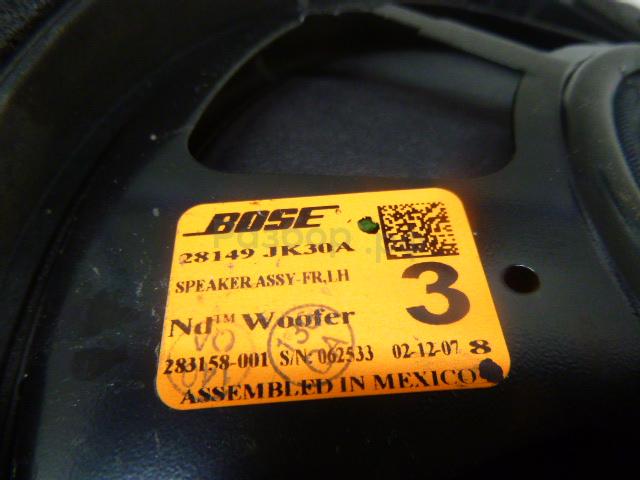 BOSE
28149 JK30A
SPEAKER ASSY-FR,LH
3
Nd™ Woofer
283158-001 S/N: 062533 02-12-07 8
ASSEMBLED IN MEXICO